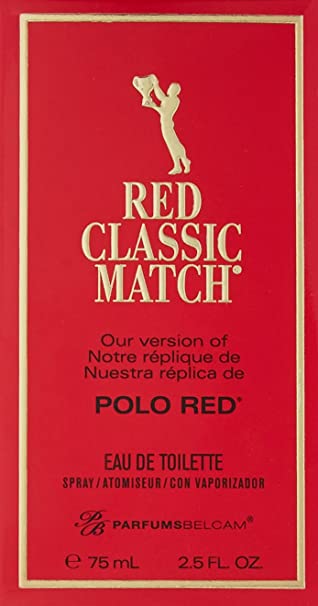 RED
CLASSIC
MATCH®
Our version of
Notre réplique de
Nuestra réplica de
POLO RED*
EAU DE TOILETTE
SPRAY/ATOMISEUR/CON VAPORIZADOR
PB PARFUMSBELCAM®
℮ 75 mL 2.5 FL. OZ.